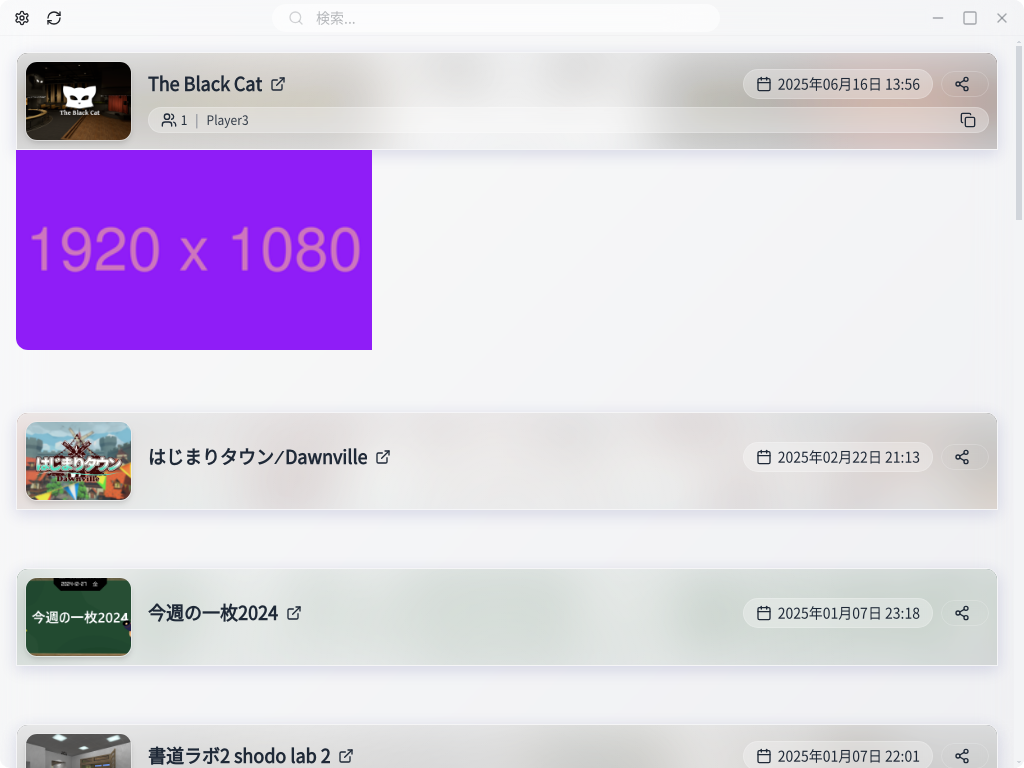 検索...
The Black Cat
The Black Cat
2025年06月16日 13:56
1 | Player3
1920 x 1080
はじまりタウン
Dawnville
はじまりタウン/Dawnville
2025年02月22日 21:13
2024-12-27 金
今週の一枚2024
今週の一枚2024
2025年01月07日 23:18
書道ラボ2 shodo lab 2
2025年01月07日 22:01